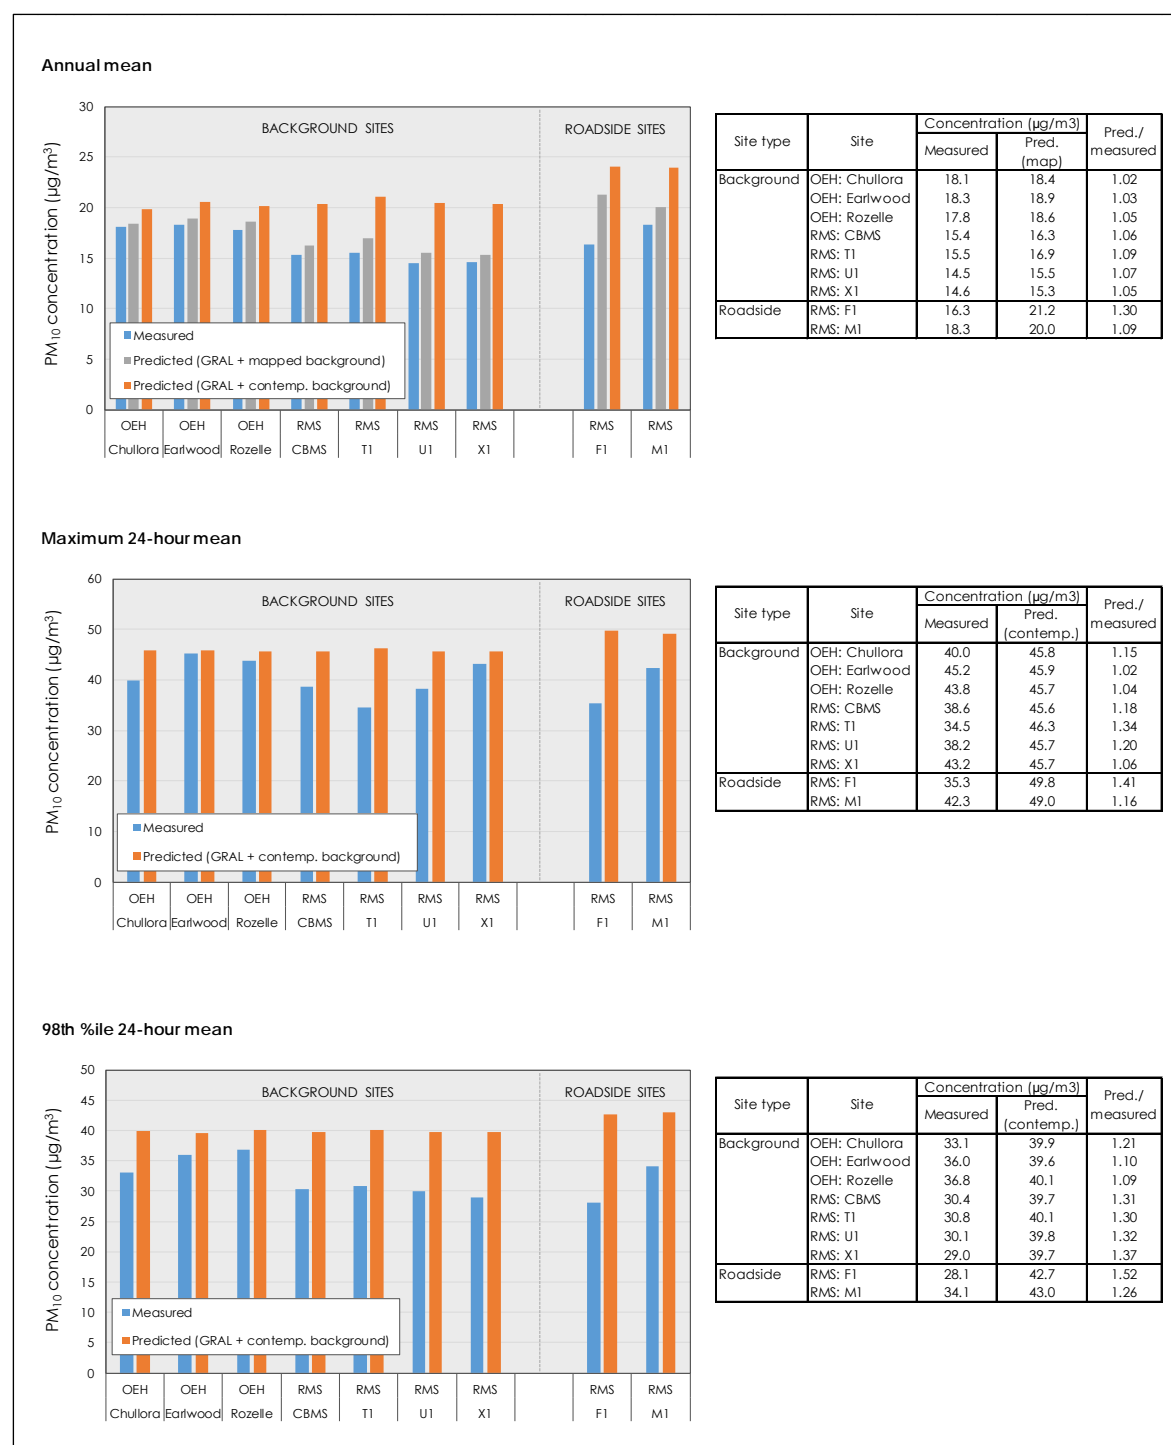 Annual mean
30
25
20
15
10
5
0
PM10 concentration (µg/m3)
BACKGROUND SITES
ROADSIDE SITES
Measured
Predicted (GRAL + mapped background)
Predicted (GRAL + contemp. background)
OEH OEH OEH RMS RMS RMS RMS RMS RMS
Chullora Earlwood Rozelle CBMS T1 U1 X1 F1 M1
Site type Site Concentration (µg/m3) Pred./
Measured Pred. measured
(map)
Background OEH: Chullora 18.1 18.4 1.02
OEH: Earlwood 18.3 18.9 1.03
OEH: Rozelle 17.8 18.6 1.05
RMS: CBMS 15.4 16.3 1.06
RMS: T1 15.5 16.9 1.09
RMS: U1 14.5 15.5 1.07
RMS: X1 14.6 15.3 1.05
Roadside RMS: F1 16.3 21.2 1.30
RMS: M1 18.3 20.0 1.09
Maximum 24-hour mean
60
50
40
30
20
10
0
PM10 concentration (µg/m3)
BACKGROUND SITES
ROADSIDE SITES
Measured
Predicted (GRAL + contemp. background)
OEH OEH OEH RMS RMS RMS RMS RMS RMS
Chullora Earlwood Rozelle CBMS T1 U1 X1 F1 M1
Site type Site Concentration (µg/m3) Pred./
Measured Pred. measured
(contemp.)
Background OEH: Chullora 40.0 45.8 1.15
OEH: Earlwood 45.2 45.9 1.02
OEH: Rozelle 43.8 45.7 1.04
RMS: CBMS 38.6 45.6 1.18
RMS: T1 34.5 46.3 1.34
RMS: U1 38.2 45.7 1.20
RMS: X1 43.2 45.7 1.06
Roadside RMS: F1 35.3 49.8 1.41
RMS: M1 42.3 49.0 1.16
98th %ile 24-hour mean
50
45
40
35
30
25
20
15
10
5
0
PM10 concentration (µg/m3)
BACKGROUND SITES
ROADSIDE SITES
Measured
Predicted (GRAL + contemp. background)
OEH OEH OEH RMS RMS RMS RMS RMS RMS
Chullora Earlwood Rozelle CBMS T1 U1 X1 F1 M1
Site type Site Concentration (µg/m3) Pred./
Measured Pred. measured
(contemp.)
Background OEH: Chullora 33.1 39.9 1.21
OEH: Earlwood 36.0 39.6 1.10
OEH: Rozelle 36.8 40.1 1.09
RMS: CBMS 30.4 39.7 1.31
RMS: T1 30.8 40.1 1.30
RMS: U1 30.1 39.8 1.32
RMS: X1 29.0 39.7 1.37
Roadside RMS: F1 28.1 42.7 1.52
RMS: M1 34.1 43.0 1.26